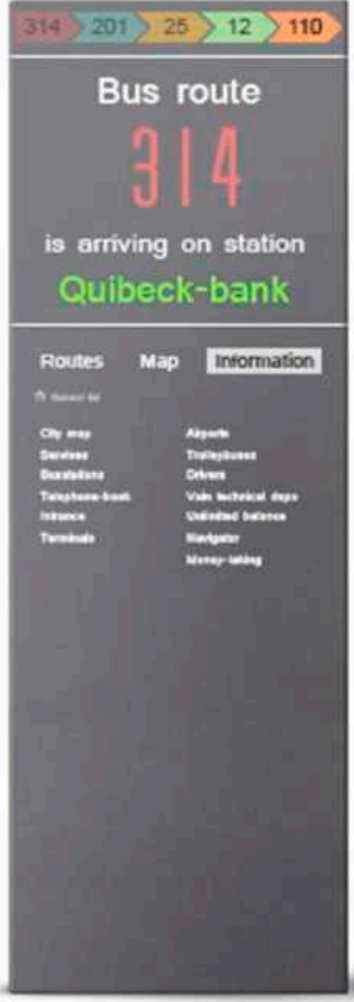 314 201 25 12 110
Bus route
314
is arriving on station
Quibeck-bank
Routes Map Information
City map Airports
Services Trolleybuses
Busstations Drivers
Telephone-book Vain technical depo
Intrance Unlimited balance
Terminals Navigator
Money-taking